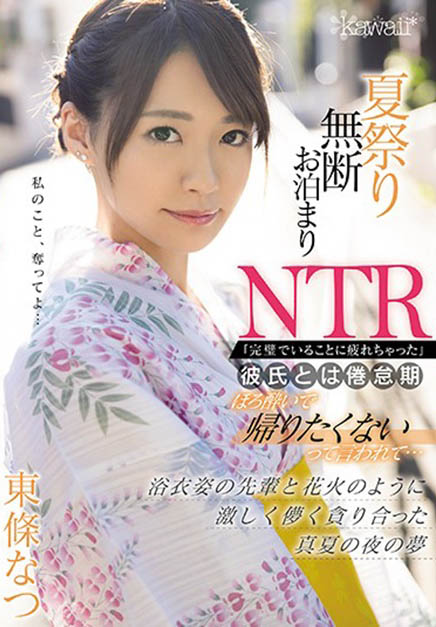 kawaii*
夏祭り
無断
お泊まり
NTR
「完璧でいることに疲れちゃった」
彼氏とは倦怠期
ほろ酔いで
帰りたくない
って言われて…
浴衣姿の先輩と花火のように
激しく儚く貪り合った
真夏の夜の夢
私のこと、奪ってよ…
東條なつ